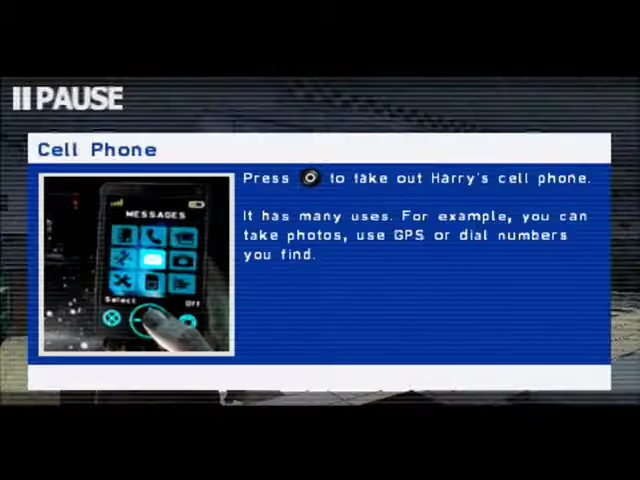 PAUSE
Cell Phone
Press to take out Harry's cell phone.
It has many uses. For example, you can
take photos, use GPS or dial numbers
you find.
MESSAGES
Select Off